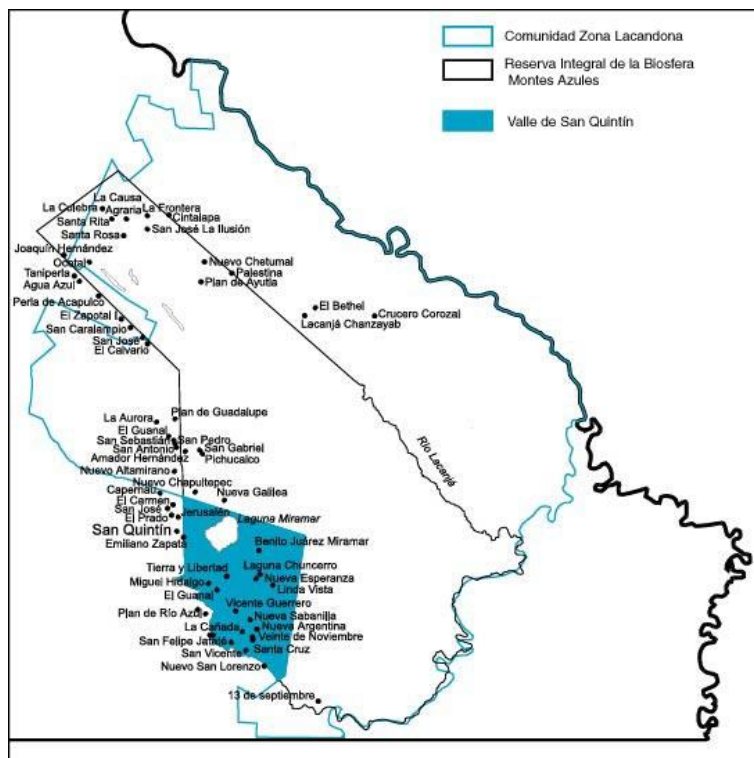 Comunidad Zona Lacandona
Reserva Integral de la Biosfera
Montes Azules
Valle de San Quintín
La Causa
La Culebra
Agraria
La Frontera
Cintalapa
Santa Rita
San José La Ilusión
Santa Rosa
Joaquín Hernández
Ocotal
Nuevo Chetumal
Taniperla
Palestina
Agua Azul
Plan de Ayutla
Perla de Acapulco
El Bethel
El Zapotal
Lacanjá Chanzayab
Crucero Corozal
San Caralampio
San José
El Calvario
Plan de Guadalupe
La Aurora
El Guanal
San Sebastián
San Pedro
San Antonio
San Gabriel
Amador Hernández
Pichucalco
Río Lacanjá
Nuevo Altamirano
Nuevo Chapultepec
Capernau
Nueva Galilea
El Carmen
San José
Jerusalén
El Prado
Laguna Miramar
San Quintín
Emiliano Zapata
Benito Juárez Miramar
Tierra y Libertad
Laguna Chuncerro
Miguel Hidalgo
Nueva Esperanza
El Guanal
Linda Vista
Vicente Guerrero
Plan de Río Azul
Nueva Sabanilla
La Cañada
Nueva Argentina
San Felipe Jataté
Veinte de Noviembre
San Vicente
Santa Cruz
Nuevo San Lorenzo
13 de septiembre